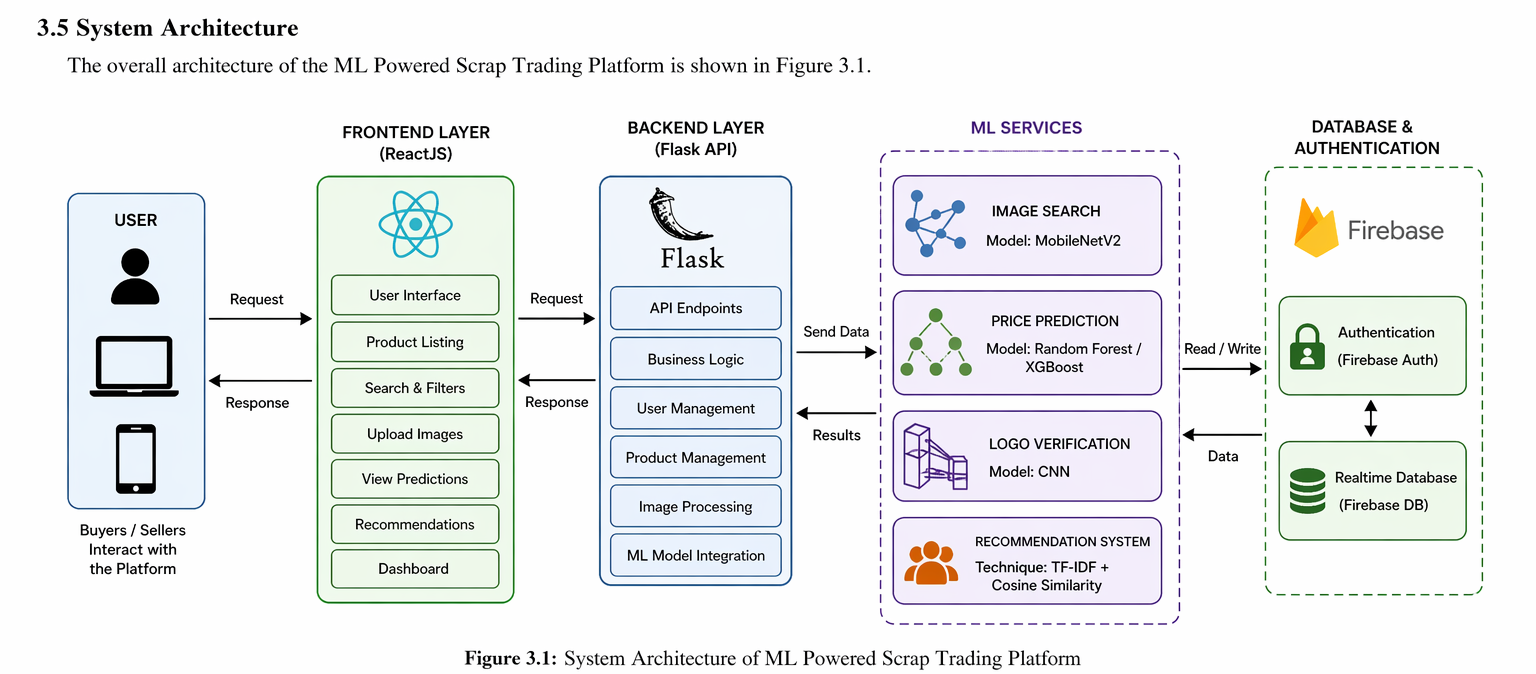 3.5 System Architecture
The overall architecture of the ML Powered Scrap Trading Platform is shown in Figure 3.1.
USER
Buyers / Sellers
Interact with
the Platform
Request
Response
FRONTEND LAYER
(ReactJS)
User Interface
Product Listing
Search & Filters
Upload Images
View Predictions
Recommendations
Dashboard
Request
Response
BACKEND LAYER
(Flask API)
Flask
API Endpoints
Business Logic
User Management
Product Management
Image Processing
ML Model Integration
Send Data
Results
ML SERVICES
IMAGE SEARCH
Model: MobileNetV2
PRICE PREDICTION
Model: Random Forest /
XGBoost
LOGO VERIFICATION
Model: CNN
RECOMMENDATION SYSTEM
Technique: TF-IDF +
Cosine Similarity
Read / Write
Data
DATABASE &
AUTHENTICATION
Firebase
Authentication
(Firebase Auth)
Realtime Database
(Firebase DB)
Figure 3.1: System Architecture of ML Powered Scrap Trading Platform